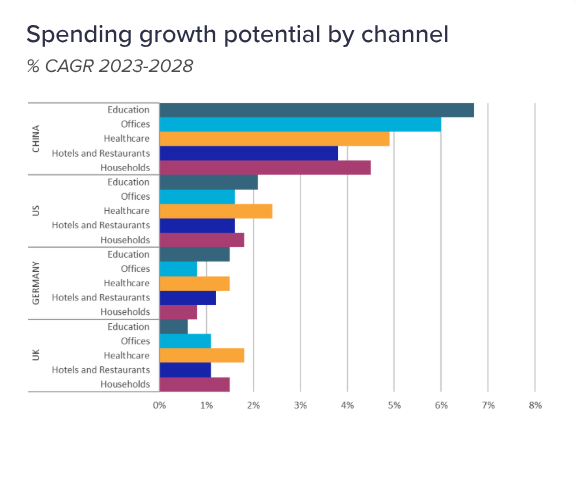 Spending growth potential by channel
% CAGR 2023-2028
CHINA
Education
Offices
Healthcare
Hotels and Restaurants
Households
US
Education
Offices
Healthcare
Hotels and Restaurants
Households
GERMANY
Education
Offices
Healthcare
Hotels and Restaurants
Households
UK
Education
Offices
Healthcare
Hotels and Restaurants
Households
0% 1% 2% 3% 4% 5% 6% 7% 8%